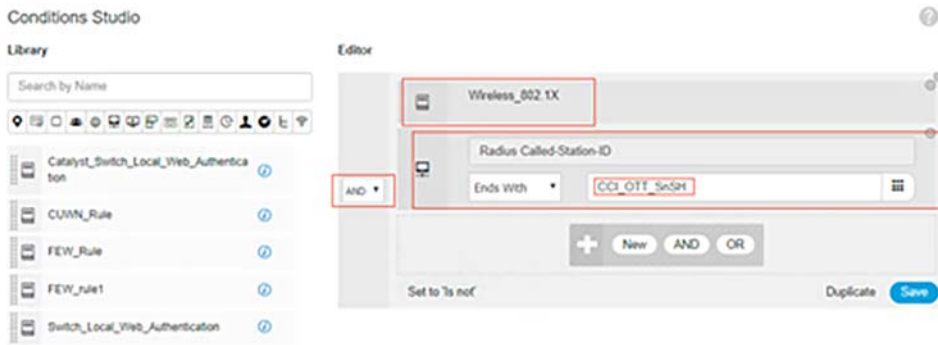 Conditions Studio
Library
Search by Name
Catalyst_Switch_Local_Web_Authentica
tion
CUWN_Rule
FEW_Rule
FEW_rule1
Switch_Local_Web_Authentication
Editor
Wireless_802.1X
AND
Radius Called-Station-ID
Ends With
CCI_OTT_SnSH
New AND OR
Set to 'Is not'
Duplicate Save